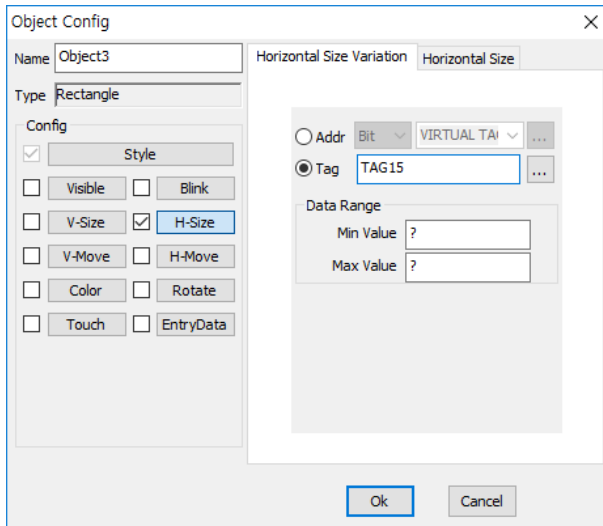 Object Config
Name Object3
Type Rectangle
Config
Style
Visible Blink
V-Size H-Size
V-Move H-Move
Color Rotate
Touch EntryData
Horizontal Size Variation Horizontal Size
Addr Bit VIRTUAL TA ...
Tag TAG15 ...
Data Range
Min Value ?
Max Value ?
Ok Cancel